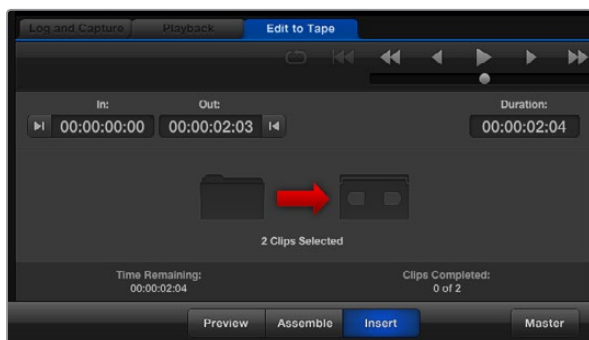 Log and Capture Playback Edit to Tape
In: Out: Duration:
00:00:00:00 00:00:02:03 00:00:02:04
2 Clips Selected
Time Remaining: Clips Completed:
00:00:02:04 0 of 2
Preview Assemble Insert Master